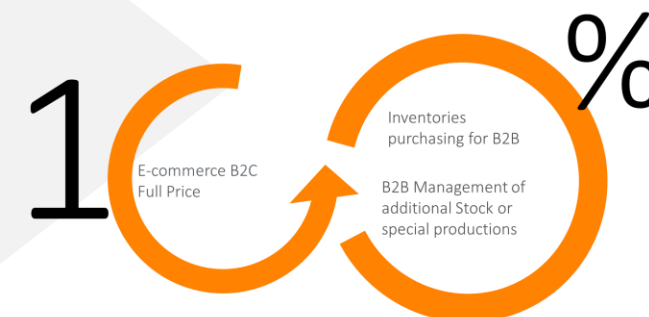 1
%
E-commerce B2C
Full Price
Inventories
purchasing for B2B
B2B Management of
additional Stock or
special productions